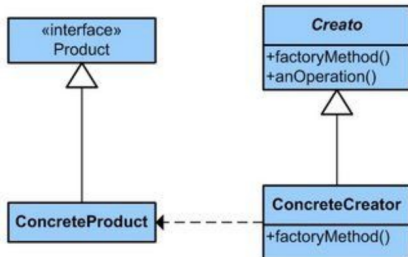 «interface»
Product
Creato
+factoryMethod()
+anOperation()
ConcreteProduct
ConcreteCreator
+factoryMethod()